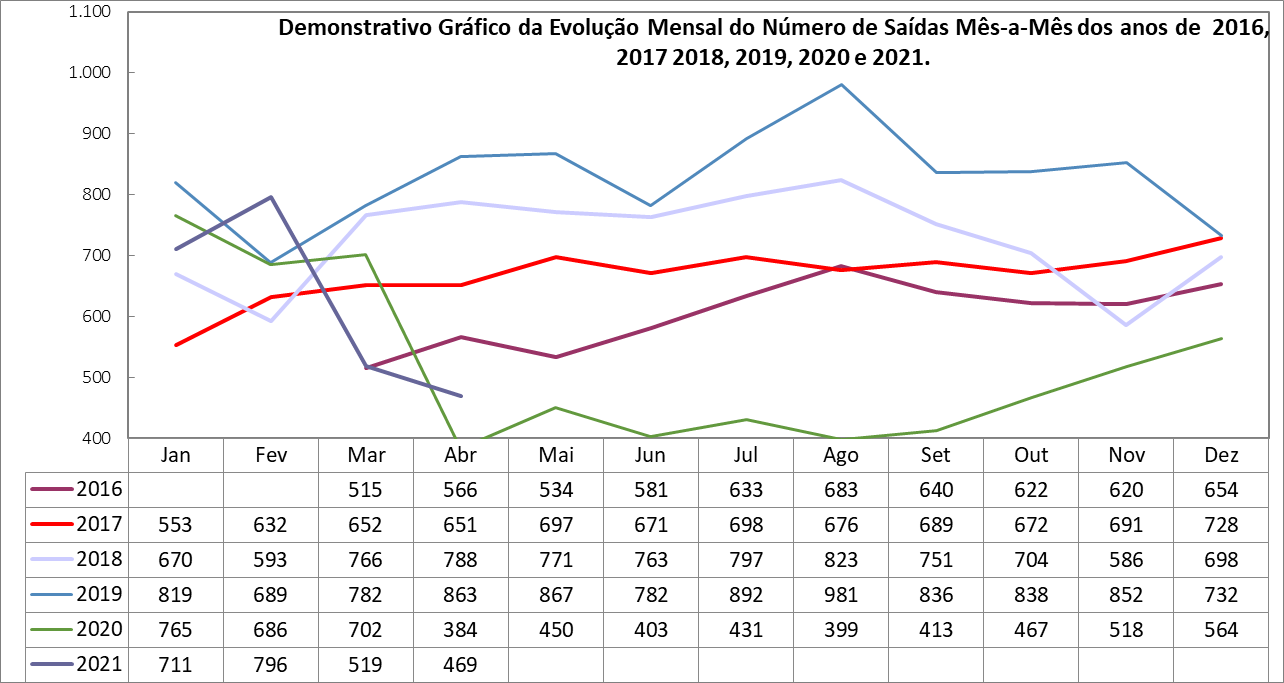 Demonstrativo Gráfico da Evolução Mensal do Número de Saídas Mês-a-Mês dos anos de 2016,
2017 2018, 2019, 2020 e 2021.
1.100
1.000
900
800
700
600
500
400
Jan Fev Mar Abr Mai Jun Jul Ago Set Out Nov Dez
2016 515 566 534 581 633 683 640 622 620 654
2017 553 632 652 651 697 671 698 676 689 672 691 728
2018 670 593 766 788 771 763 797 823 751 704 586 698
2019 819 689 782 863 867 782 892 981 836 838 852 732
2020 765 686 702 384 450 403 431 399 413 467 518 564
2021 711 796 519 469